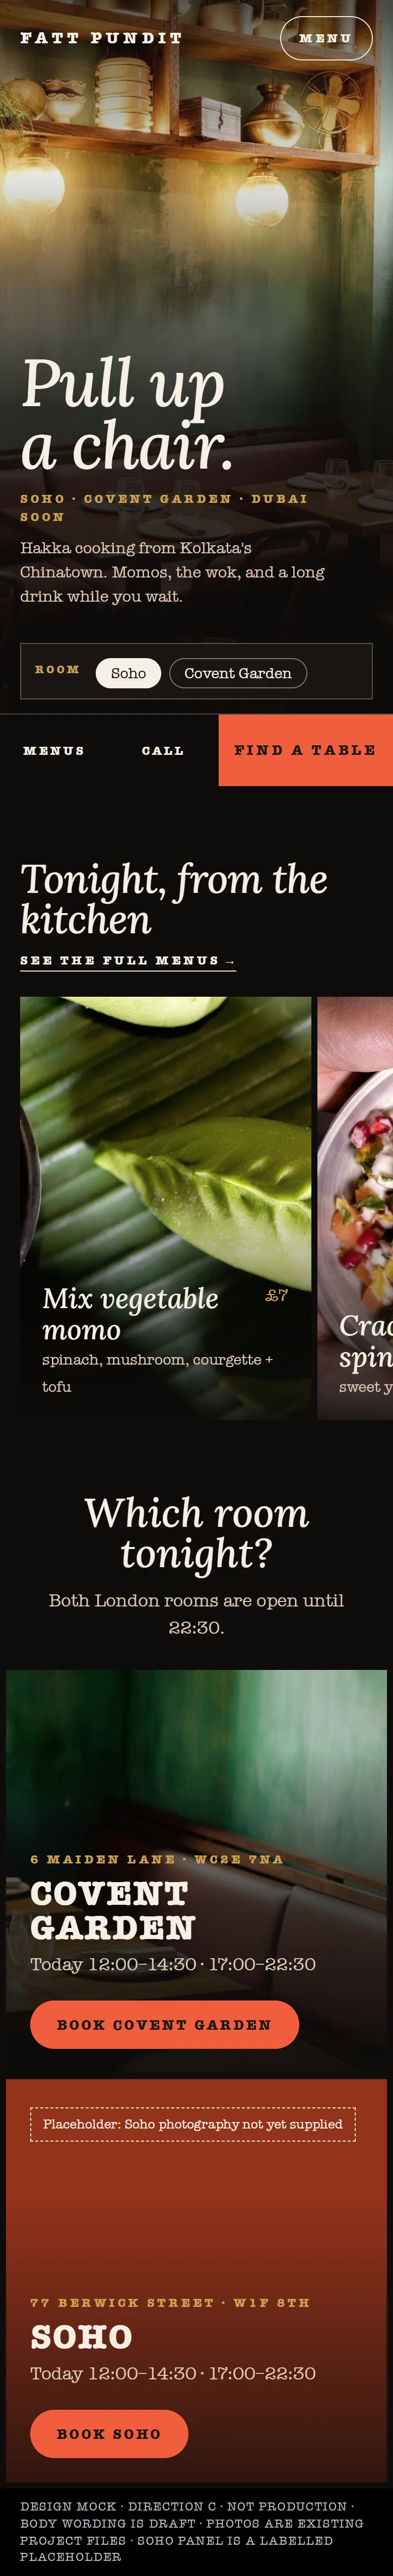 FATT PUNDIT
MENU
Pull up
a chair.
SOHO · COVENT GARDEN · DUBAI
SOON
Hakka cooking from Kolkata's
Chinatown. Momos, the wok, and a long
drink while you wait.
ROOM
Soho
Covent Garden
MENUS
CALL
FIND A TABLE
Tonight, from the
kitchen
SEE THE FULL MENUS →
Mix vegetable
momo
£7
spinach, mushroom, courgette +
tofu
Crac
spin
sweet y
Which room
tonight?
Both London rooms are open until
22:30.
6 MAIDEN LANE · WC2E 7NA
COVENT
GARDEN
Today 12:00–14:30 · 17:00–22:30
BOOK COVENT GARDEN
Placeholder: Soho photography not yet supplied
77 BERWICK STREET · W1F 8TH
SOHO
Today 12:00–14:30 · 17:00–22:30
BOOK SOHO
DESIGN MOCK · DIRECTION C · NOT PRODUCTION ·
BODY WORDING IS DRAFT · PHOTOS ARE EXISTING
PROJECT FILES · SOHO PANEL IS A LABELLED
PLACEHOLDER